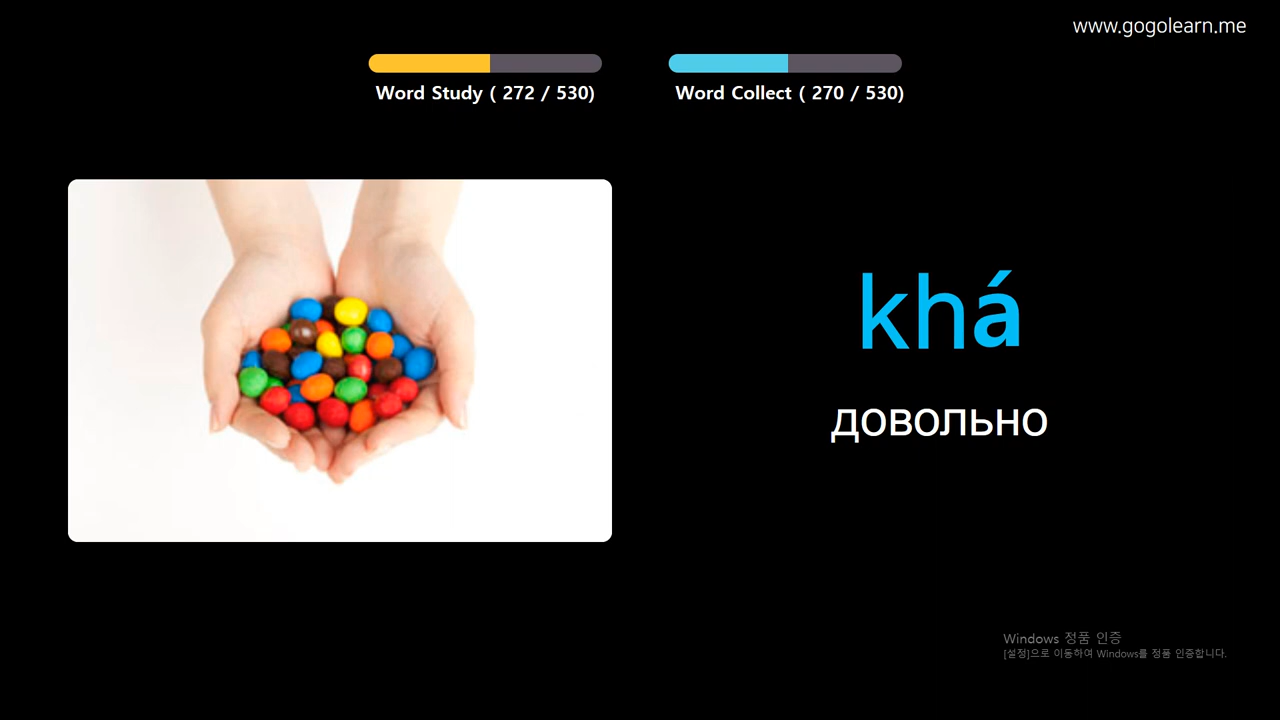 www.gogolearn.me
Word Study ( 272 / 530)
Word Collect ( 270 / 530)
khá
довольно
Windows 정품 인증
[설정]으로 이동하여 Windows를 정품 인증합니다.